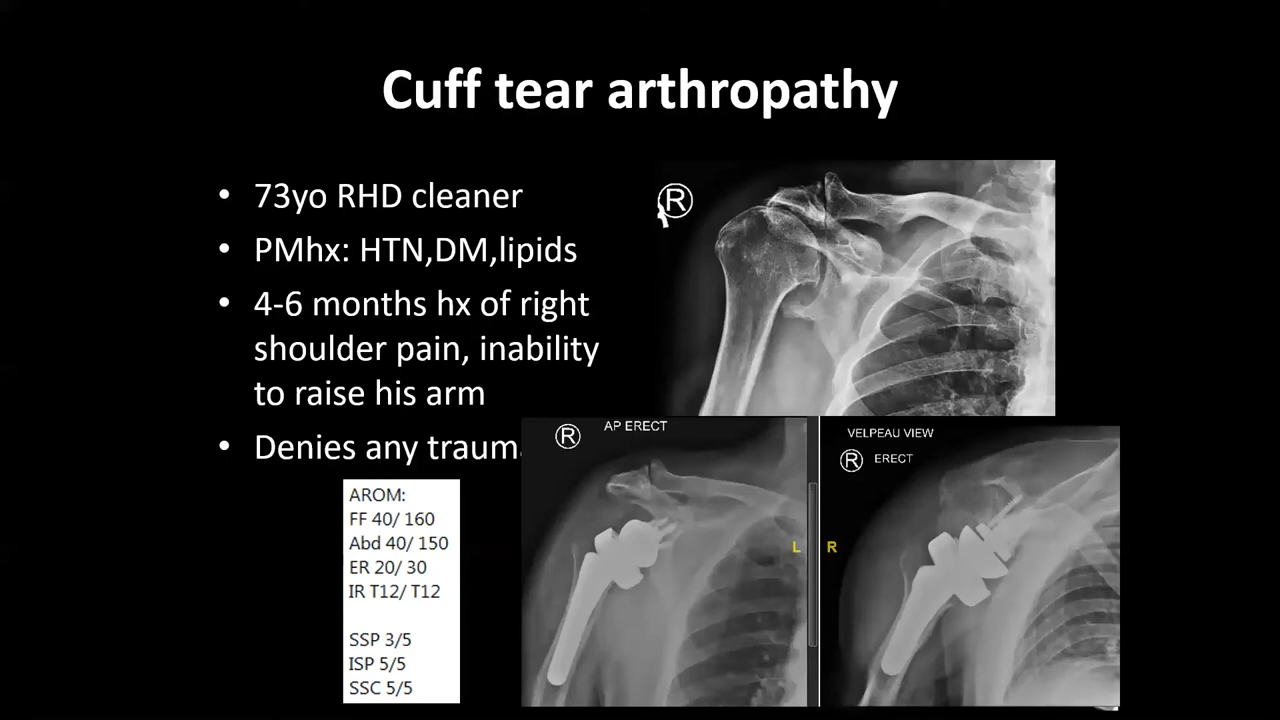 Cuff tear arthropathy
• 73yo RHD cleaner
• PMhx: HTN,DM,lipids
• 4-6 months hx of right
shoulder pain, inability
to raise his arm
• Denies any traum
R
AROM:
FF 40/ 160
Abd 40/ 150
ER 20/ 30
IR T12/ T12
SSP 3/5
ISP 5/5
SSC 5/5
R
AP ERECT
L
VELPEAU VIEW
R ERECT
R